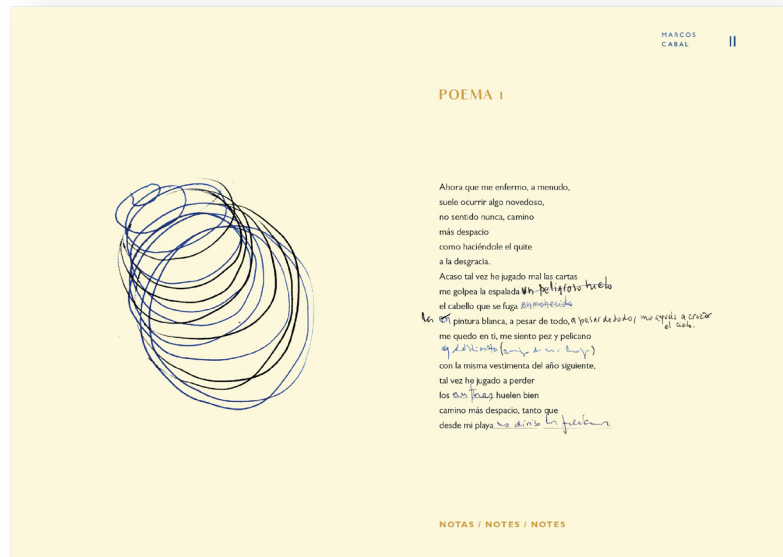 MARCOS
CABAL
II
POEMA 1
Ahora que me enfermo, a menudo,
suele ocurrir algo novedoso,
no sentido nunca, camino
más despacio
como haciéndole el quite
a la desgracia.
Acaso tal vez he jugado mal las cartas
me golpea la espalada un peligroso hielo
el cabello que se fuga enmohecido
la pintura blanca, a pesar de todo, a pesar de todo, me ayuda a cruzar
el cielo.
me quedo en ti, me siento pez y pelicano
con la misma vestimenta del año siguiente,
tal vez he jugado a perder
los huelen bien
camino más despacio, tanto que
desde mi playa no diviso
NOTAS / NOTES / NOTES